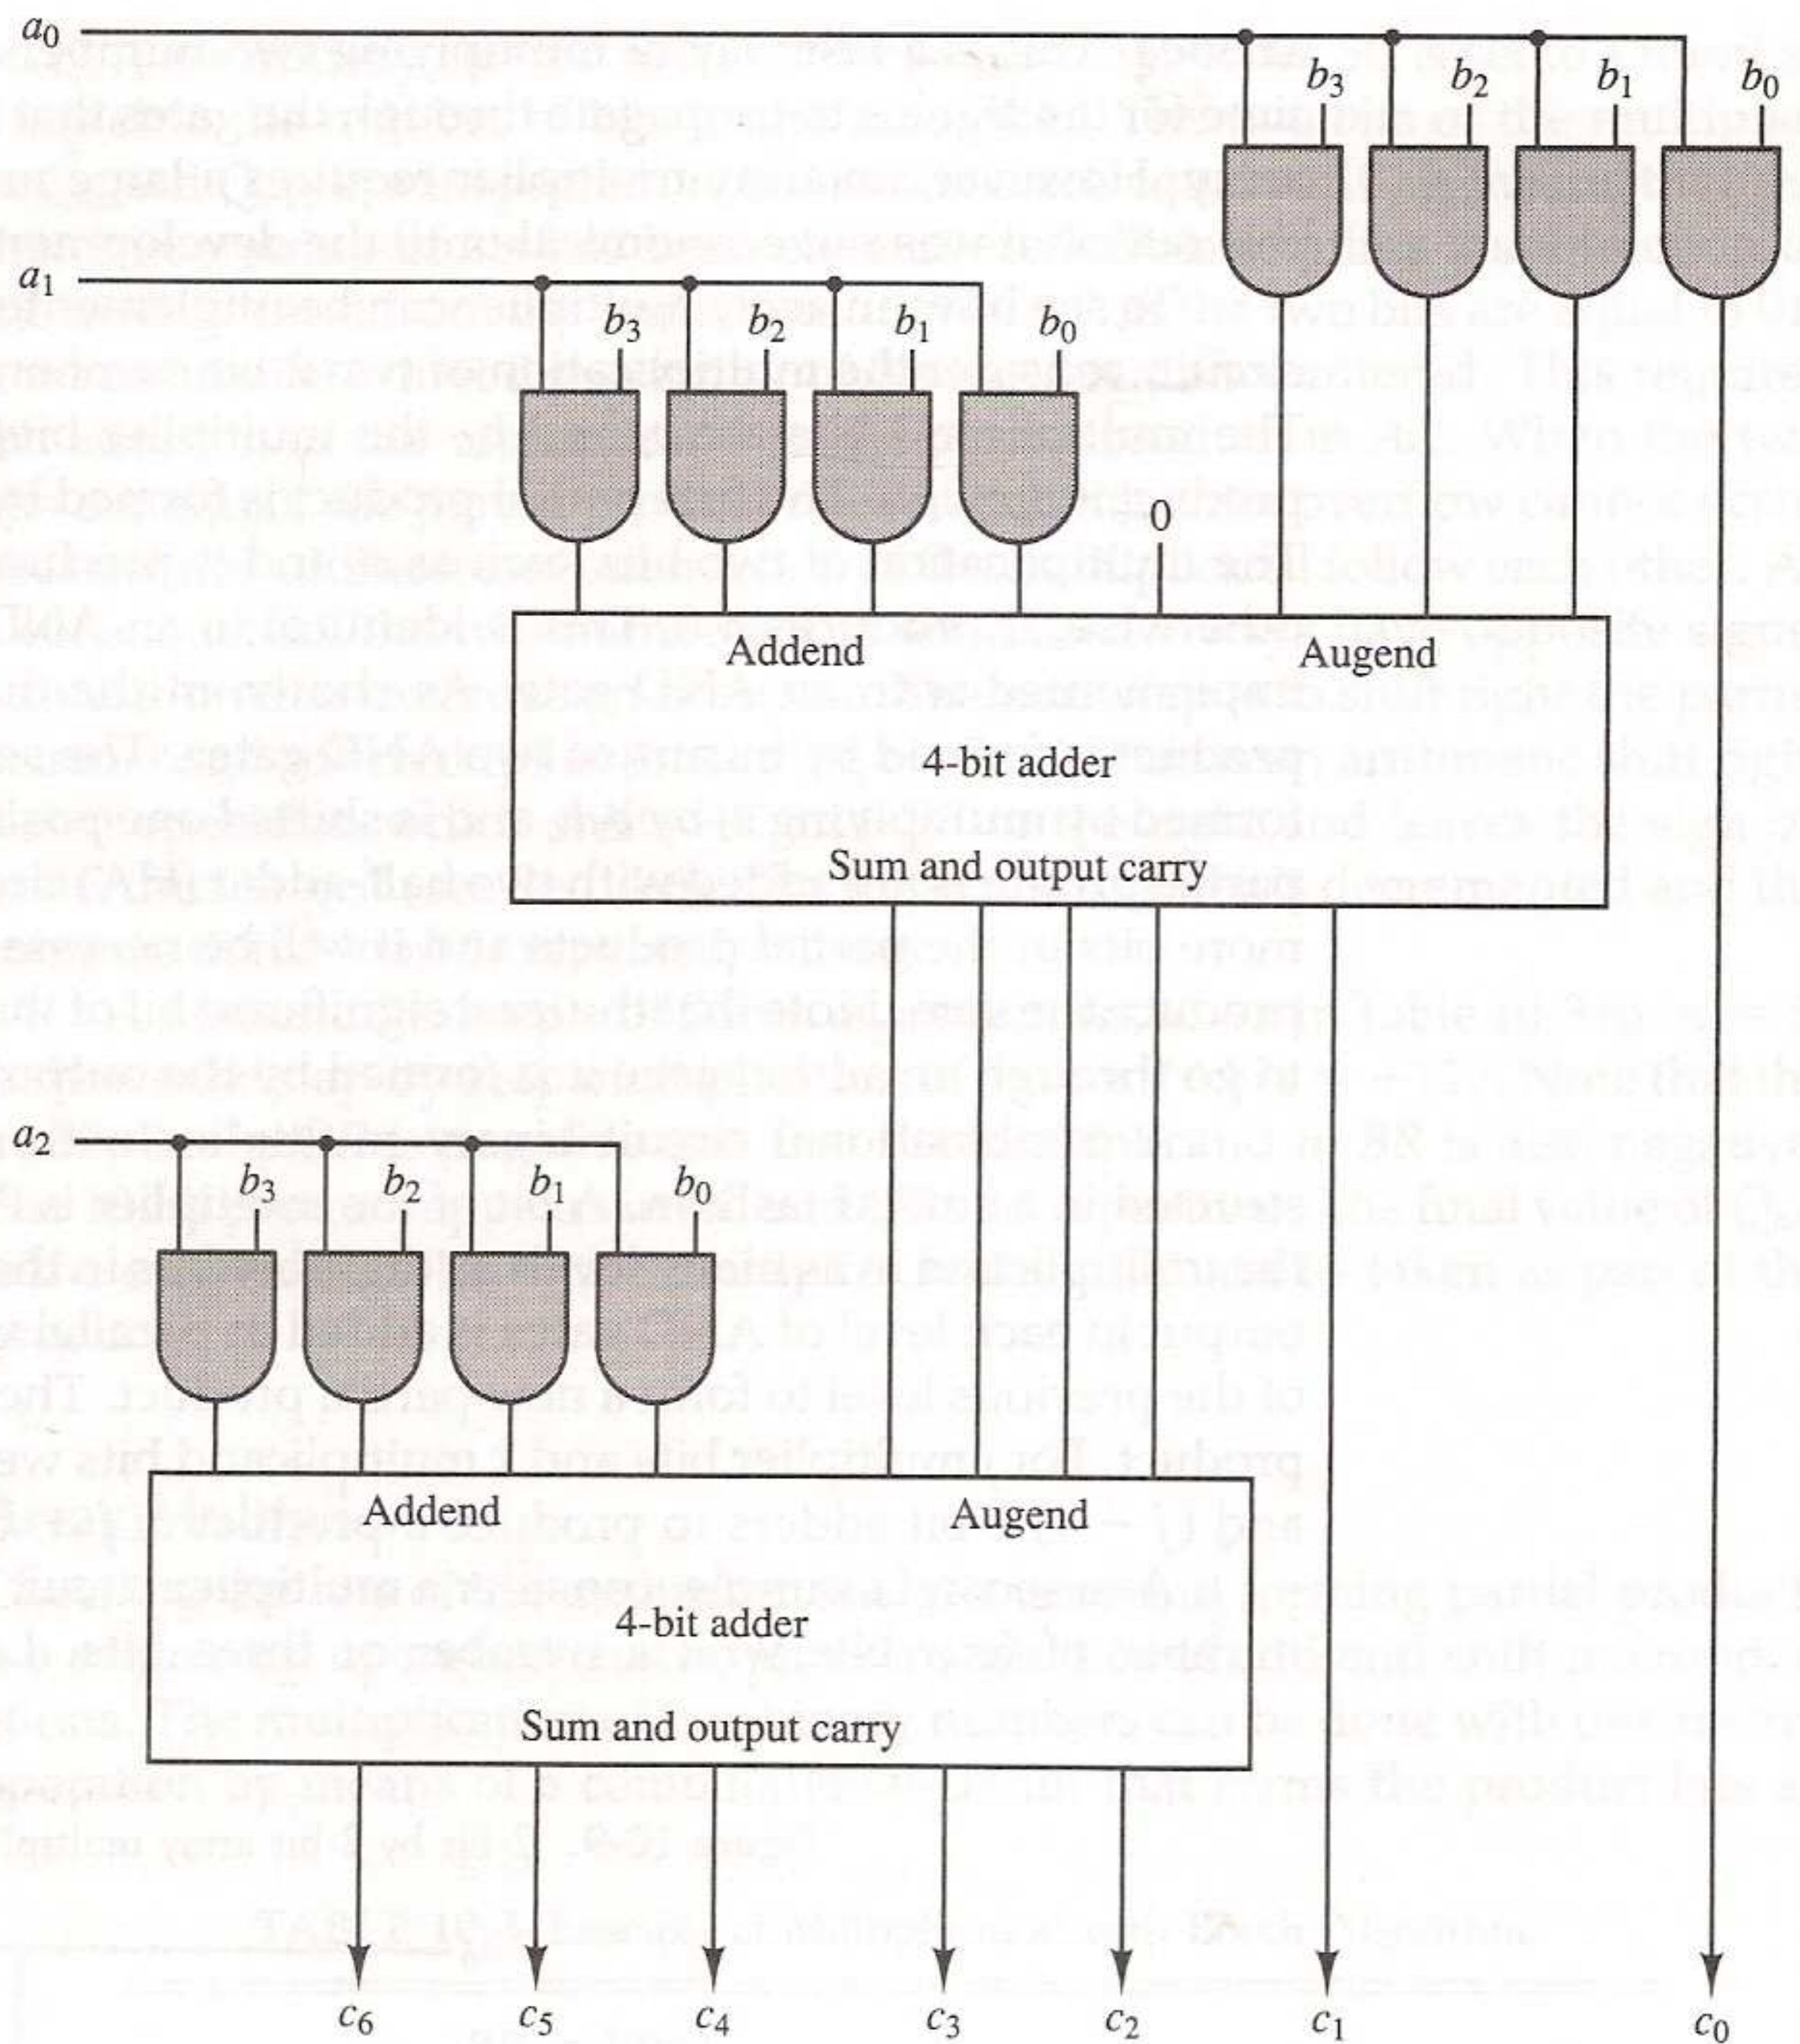 a₀
b₃ b₂ b₁ b₀
a₁
b₃ b₂ b₁ b₀
0
Addend Augend
4-bit adder
Sum and output carry
a₂
b₃ b₂ b₁ b₀
Addend Augend
4-bit adder
Sum and output carry
c₆ c₅ c₄ c₃ c₂ c₁ c₀